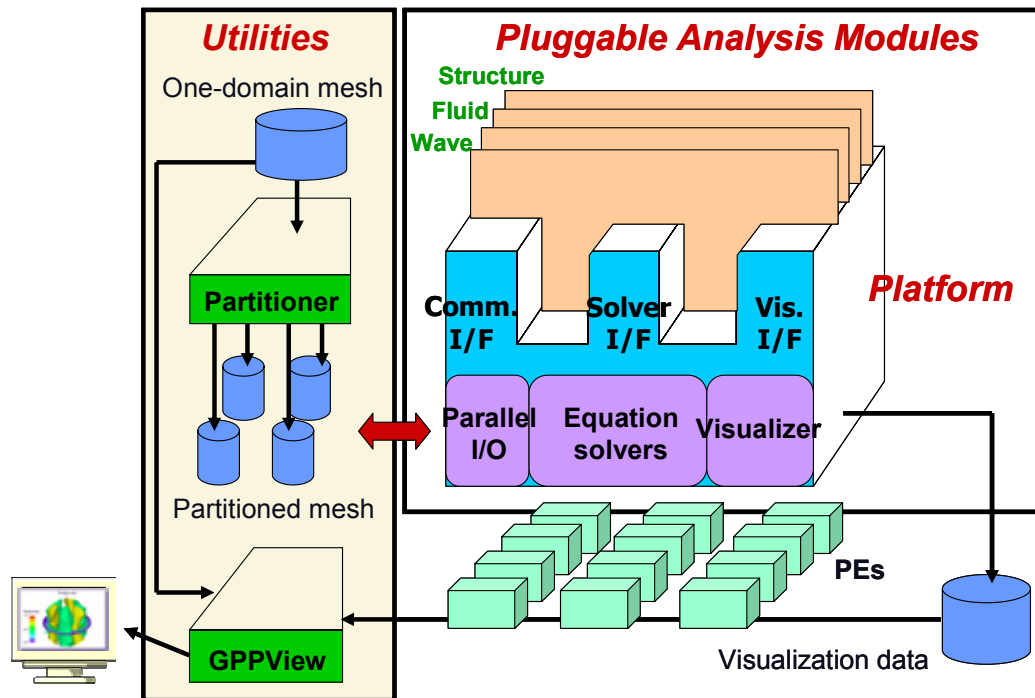 Utilities
One-domain mesh
Partitioner
Partitioned mesh
GPPView
Pluggable Analysis Modules
Structure
Fluid
Wave
Platform
Comm.
I/F
Solver
I/F
Vis.
I/F
Parallel
I/O
Equation
solvers
Visualizer
PEs
Visualization data